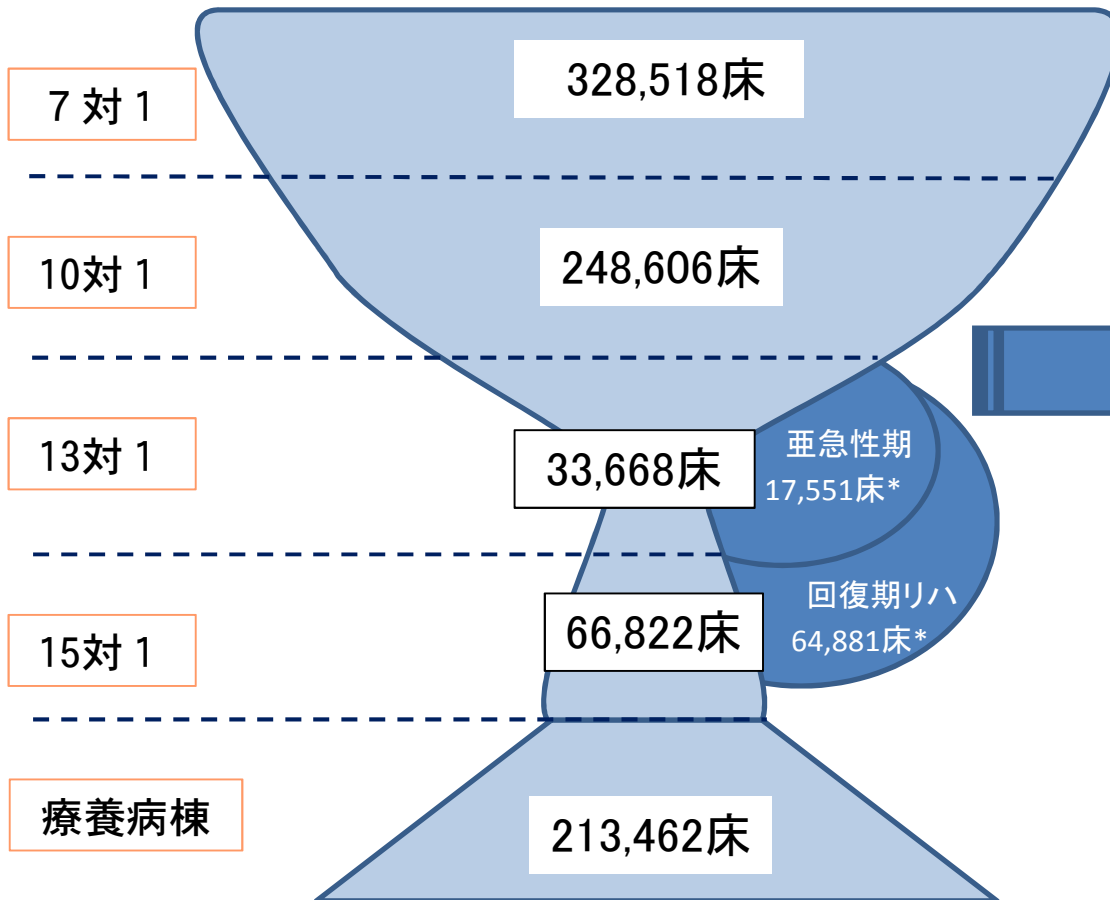 7対1
328,518床
10対1
248,606床
13対1
33,668床
亜急性期
17,551床*
15対1
66,822床
回復期リハ
64,881床*
療養病棟
213,462床